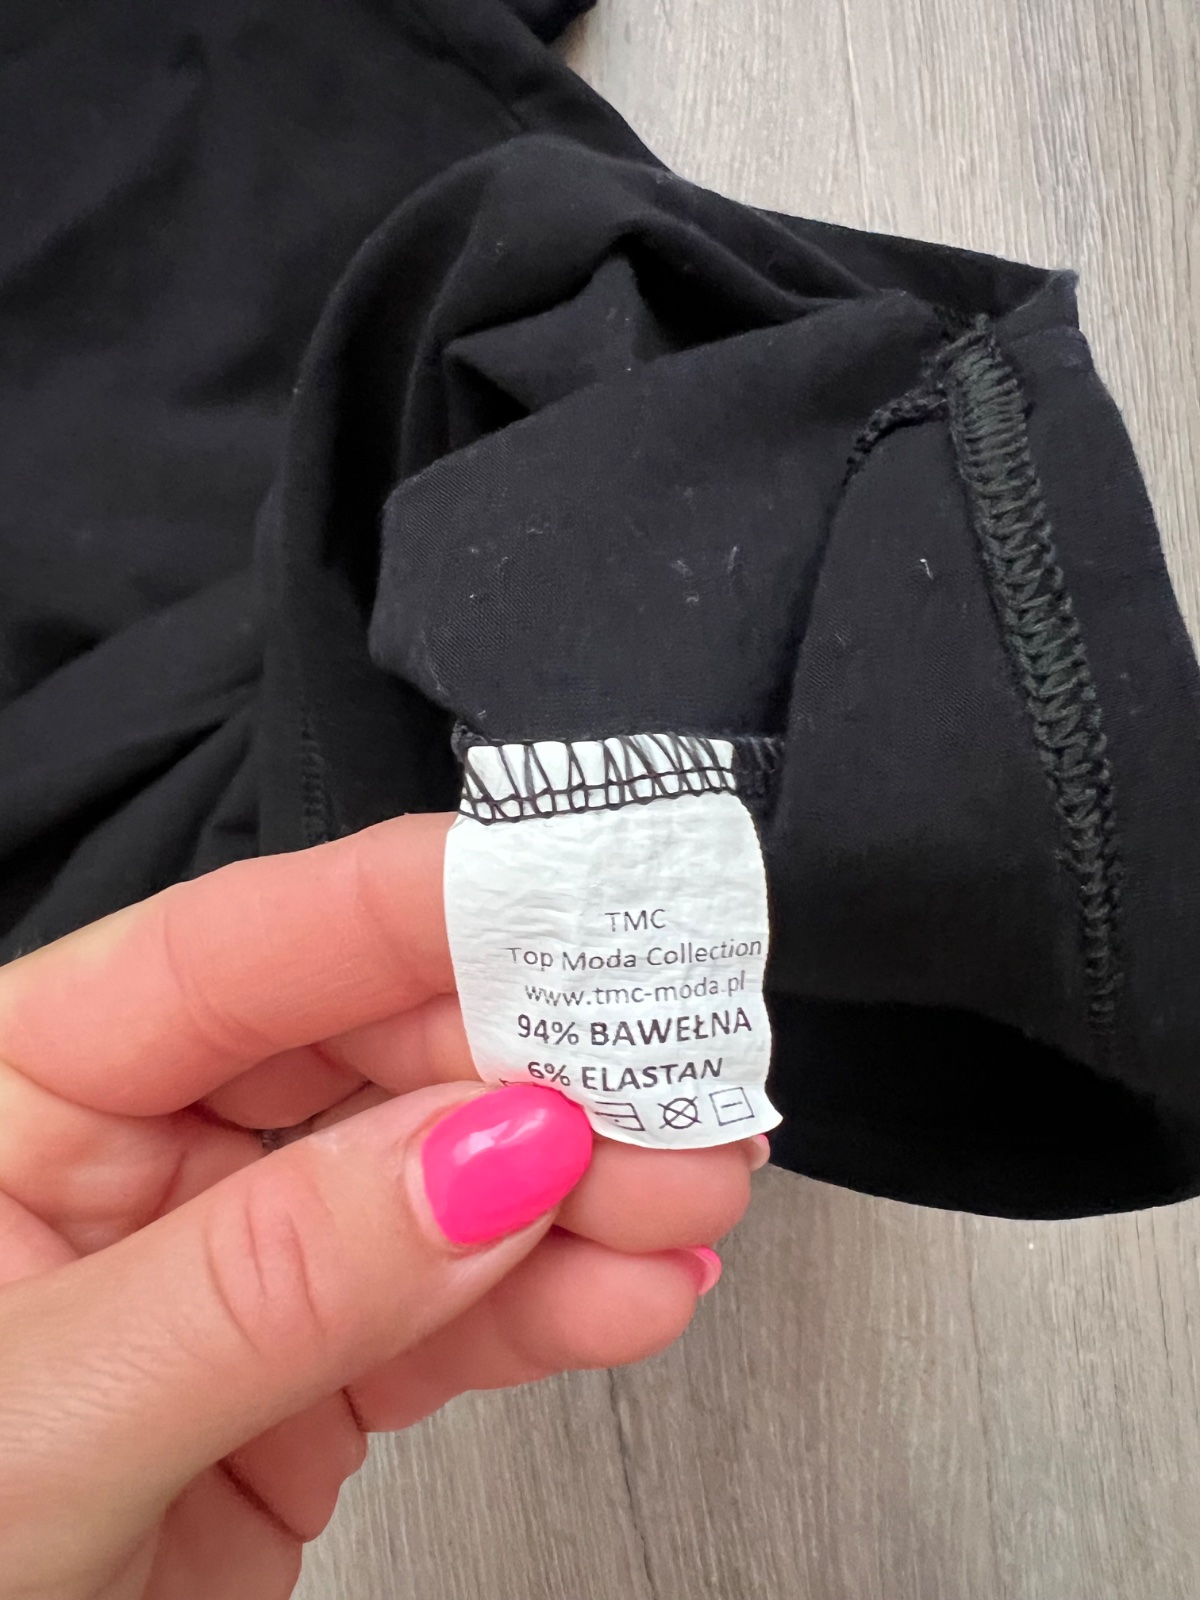 TMC
Top Moda Collection
www.tmc-moda.pl
94% BAWEŁNA
6% ELASTAN